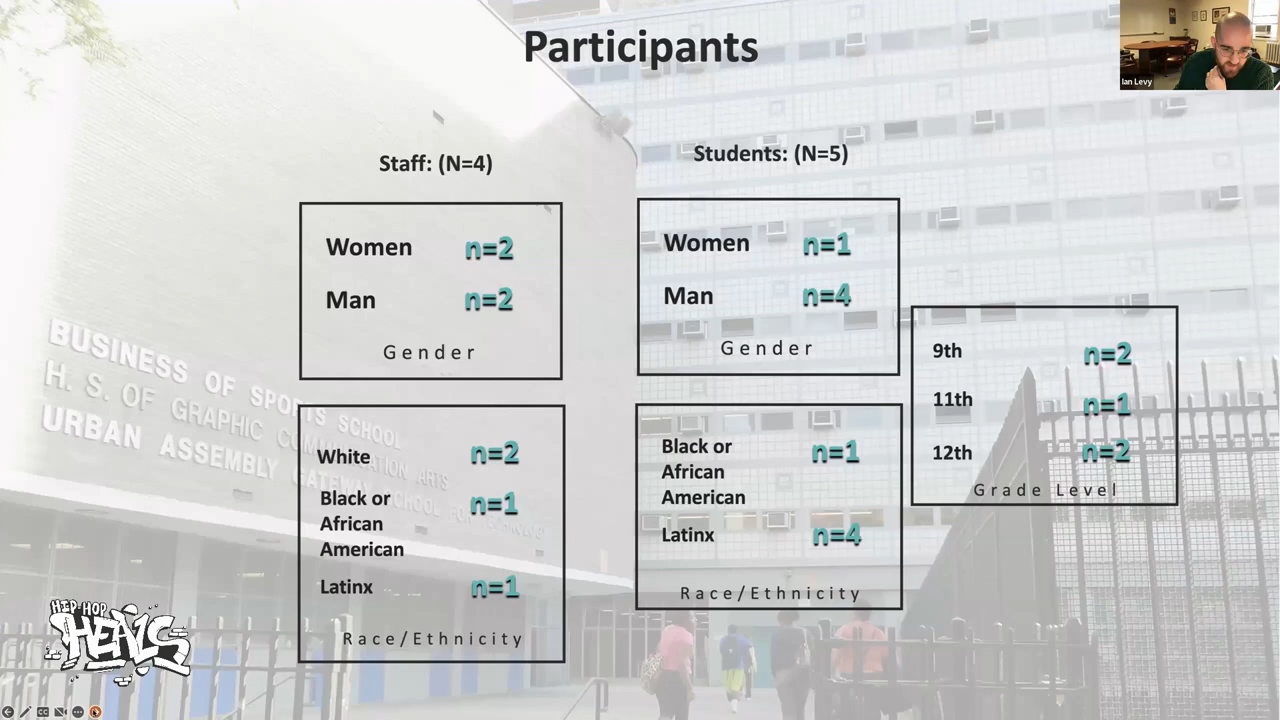 Participants
Ian Levy
Staff: (N=4)
Women n=2
Man n=2
Gender
White n=2
Black or n=1
African
American
Latinx n=1
Race/Ethnicity
Students: (N=5)
Women n=1
Man n=4
Gender
Black or n=1
African
American
Latinx n=4
Race/Ethnicity
9th n=2
11th n=1
12th n=2
Grade Level
BUSINESS OF SPORTS SCHOOL
H. S. OF GRAPHIC COMMUNICATION ARTS
URBAN ASSEMBLY GATEWAY SCHOOL FOR TECHNOLOGY
HIP-HOP
HEALS
CC